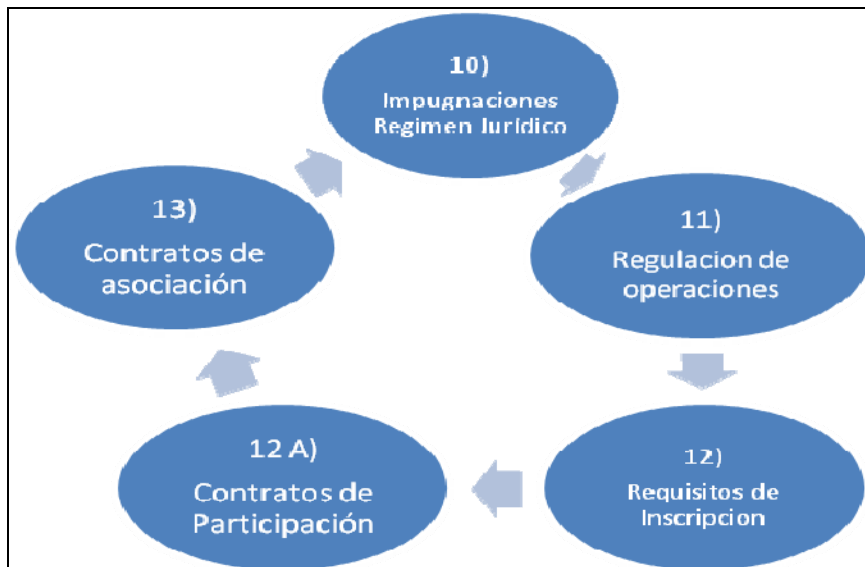 10)
Impugnaciones
Regimen Jurídico
11)
Regulacion de
operaciones
12)
Requisitos de
Inscripcion
12 A)
Contratos de
Participación
13)
Contratos de
asociación